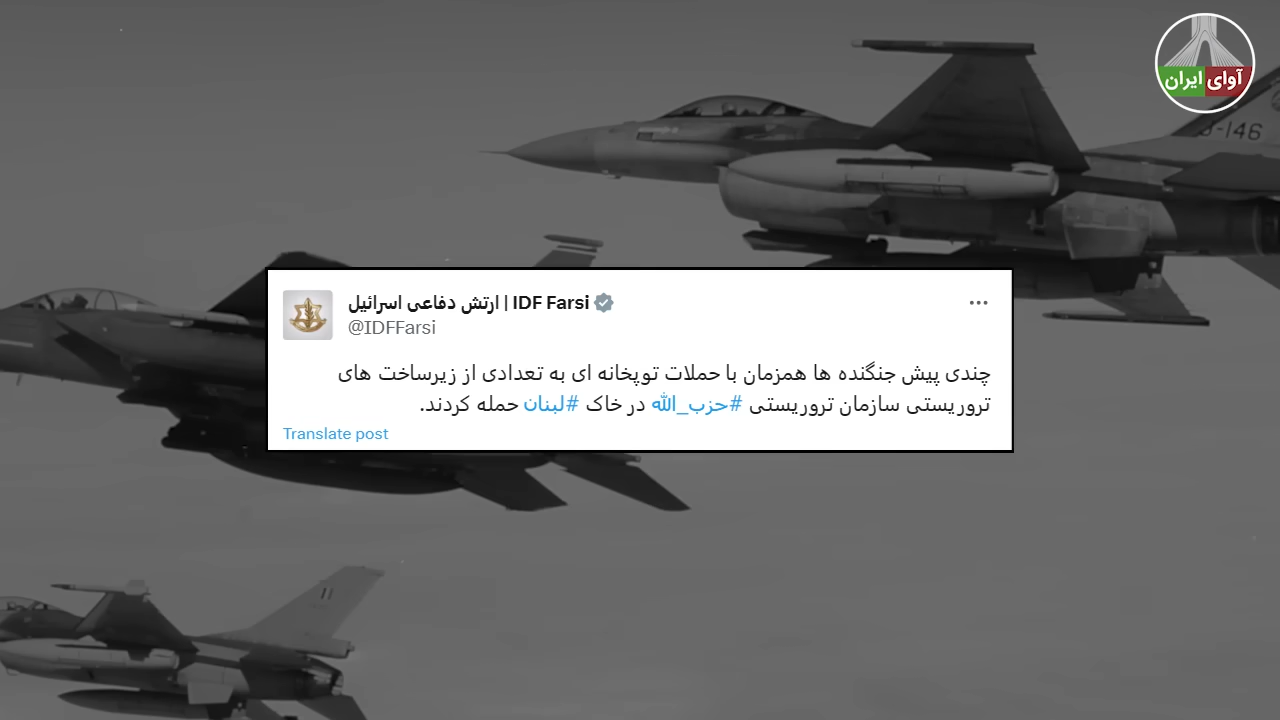 آوای ایران
J-146
ارتش دفاعی اسرائیل | IDF Farsi
@IDFFarsi
چندی پیش جنگنده ها همزمان با حملات توپخانه ای به تعدادی از زیرساخت های
تروریستی سازمان تروریستی #حزب_الله در خاک #لبنان حمله کردند.
Translate post